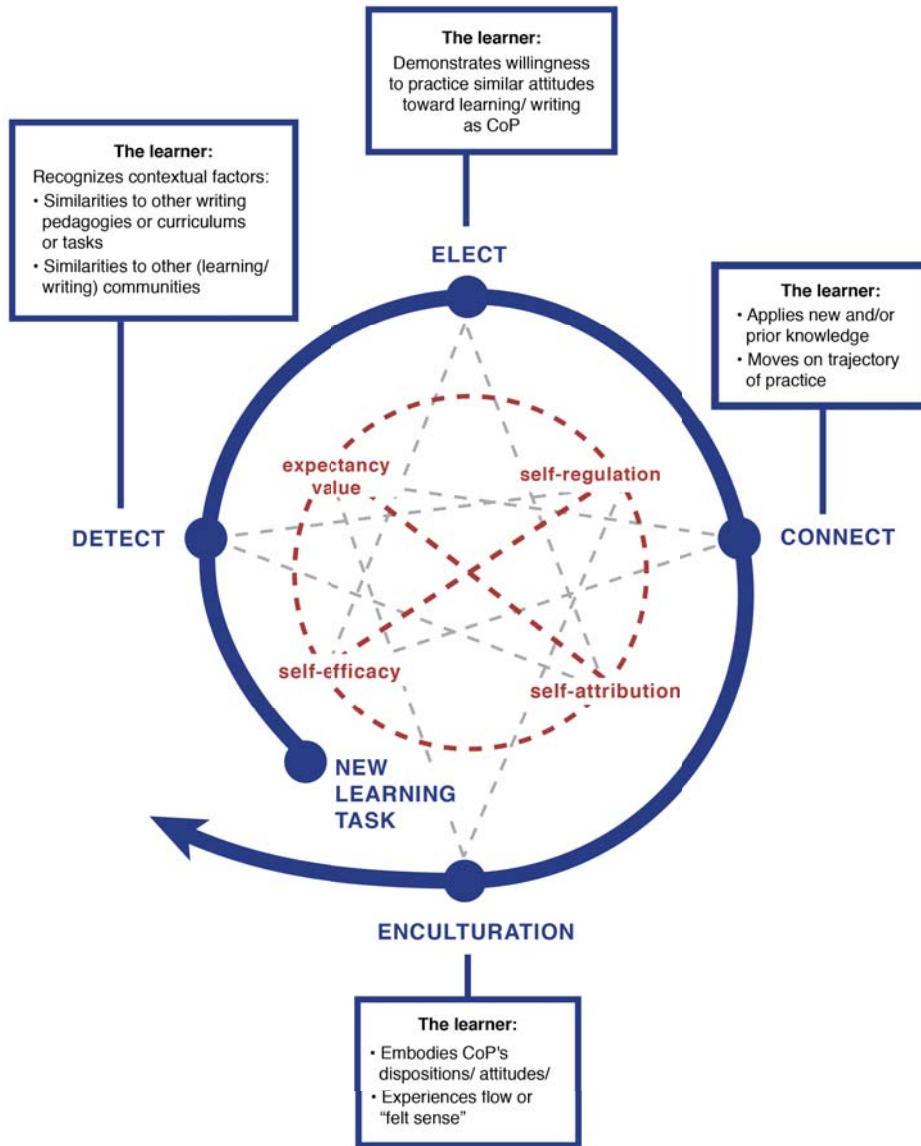 The learner:
Demonstrates willingness
to practice similar attitudes
toward learning/ writing
as CoP
The learner:
Recognizes contextual factors:
• Similarities to other writing
pedagogies or curriculums
or tasks
• Similarities to other (learning/
writing) communities
ELECT
The learner:
• Applies new and/or
prior knowledge
• Moves on trajectory
of practice
expectancy
value
self-regulation
DETECT
CONNECT
self-efficacy
self-attribution
NEW
LEARNING
TASK
ENCULTURATION
The learner:
• Embodies CoP's
dispositions/ attitudes/
• Experiences flow or
“felt sense”